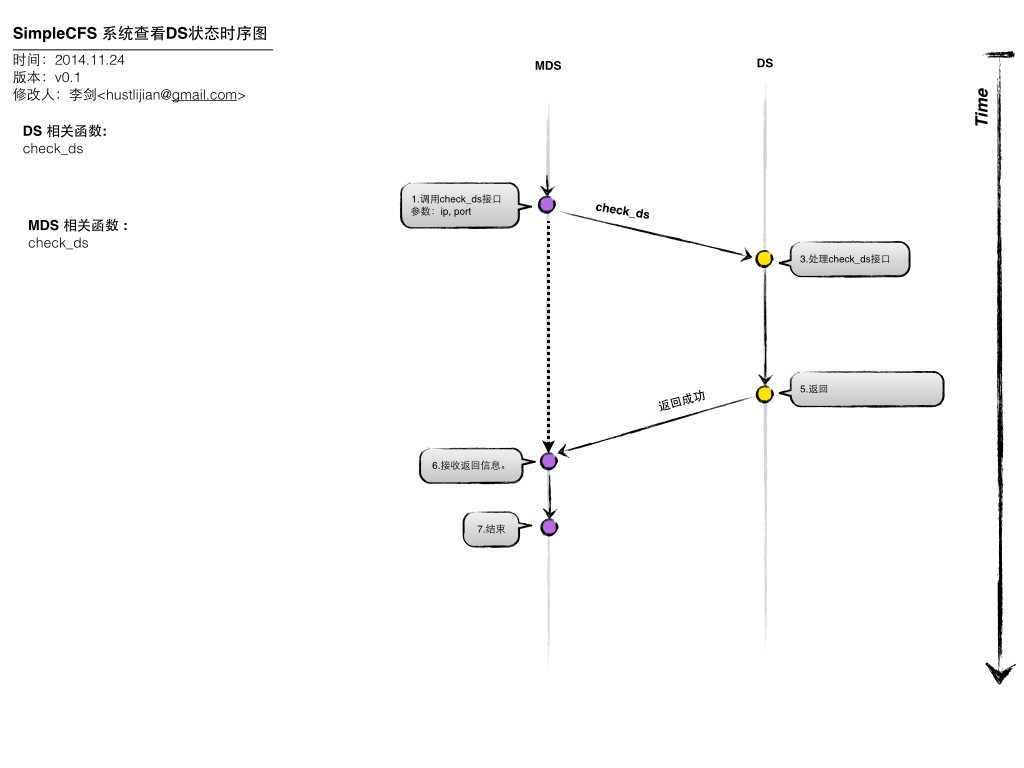 SimpleCFS 系统查看DS状态时序图
时间：2014.11.24
版本：v0.1
修改人：李剑<hustlijian@gmail.com>
DS 相关函数:
check_ds
MDS 相关函数 :
check_ds
MDS
DS
Time
1.调用check_ds接口
参数：ip, port
check_ds
3.处理check_ds接口
5.返回
返回成功
6.接收返回信息。
7.结束